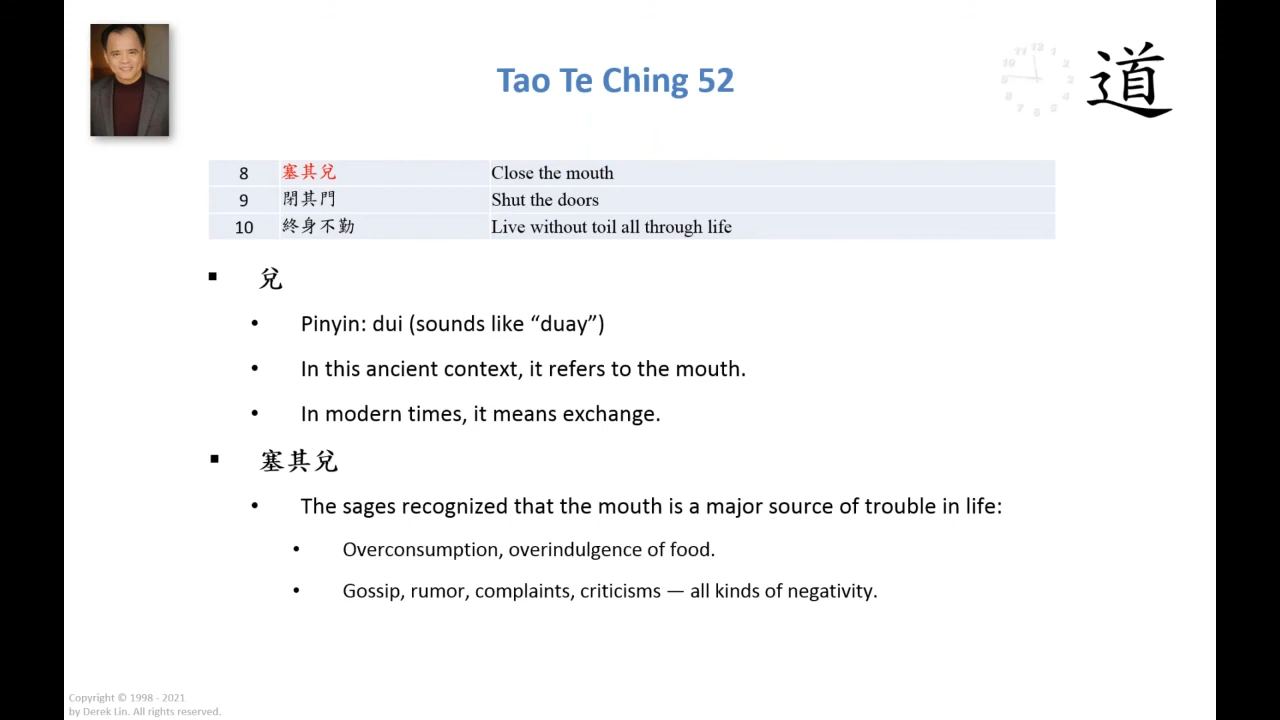 Tao Te Ching 52
道
8 塞其兌 Close the mouth
9 閉其門 Shut the doors
10 終身不勤 Live without toil all through life
▪ 兌
• Pinyin: dui (sounds like “duay”)
• In this ancient context, it refers to the mouth.
• In modern times, it means exchange.
▪ 塞其兌
• The sages recognized that the mouth is a major source of trouble in life:
• Overconsumption, overindulgence of food.
• Gossip, rumor, complaints, criticisms — all kinds of negativity.
Copyright © 1998 - 2021
by Derek Lin. All rights reserved.